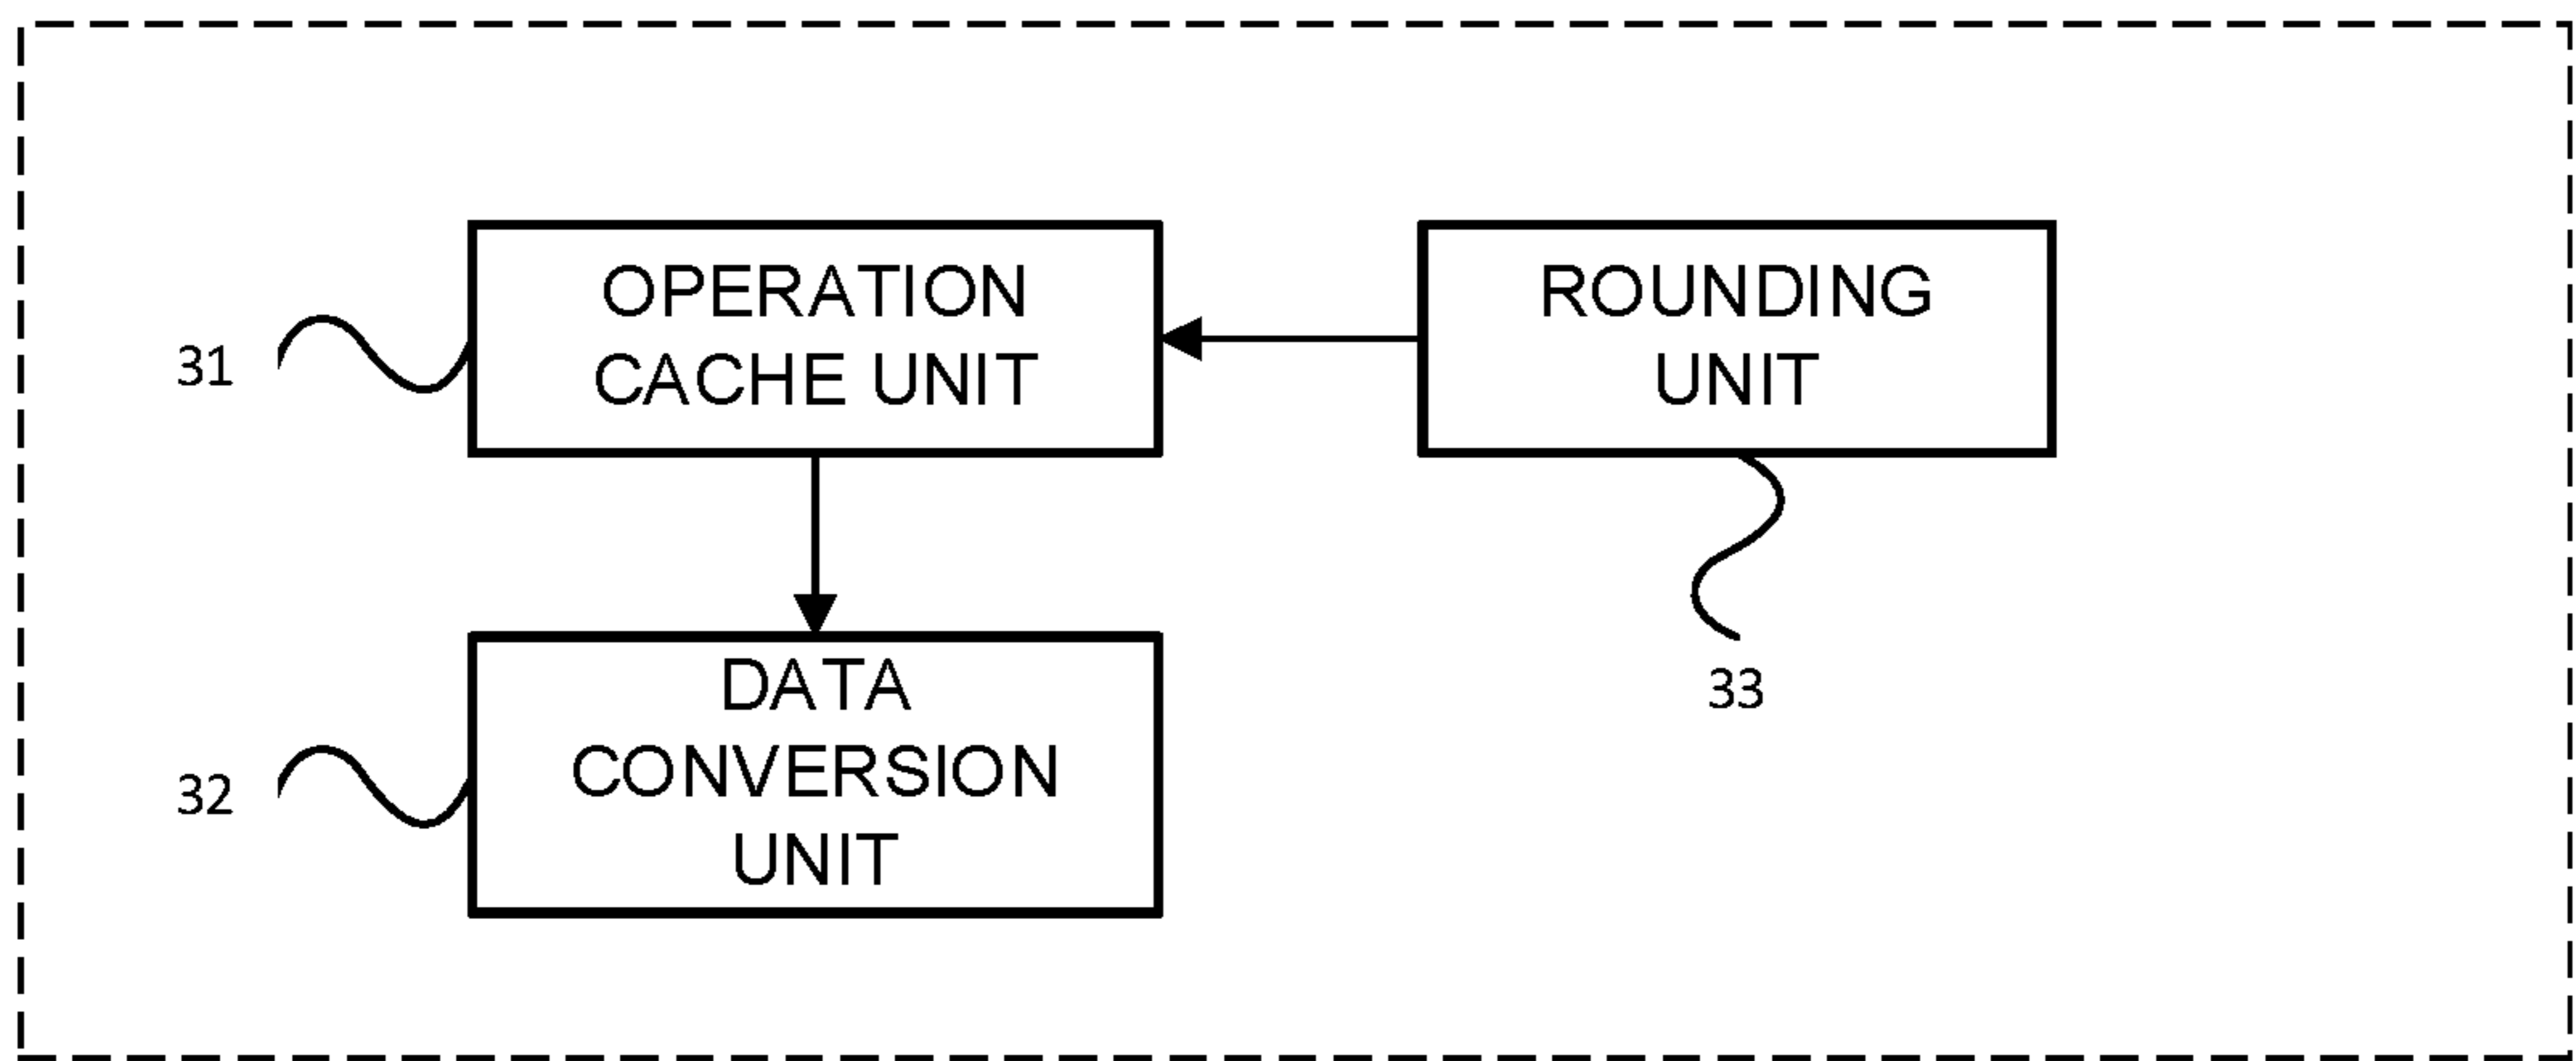 OPERATION
CACHE UNIT
ROUNDING
UNIT
31
DATA
CONVERSION
UNIT
32
33